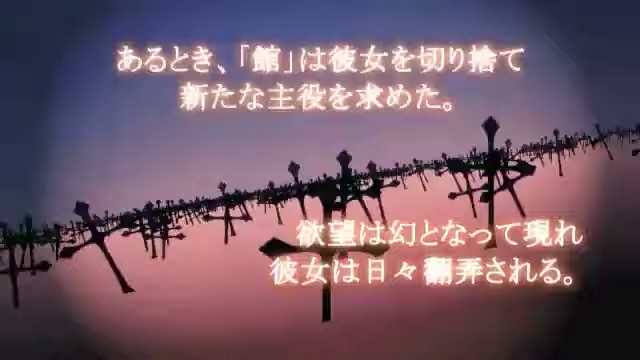 あるとき、「館」は彼女を切り捨て
新たな主役を求めた。
欲望は幻となって現れ
彼女は日々翻弄される。